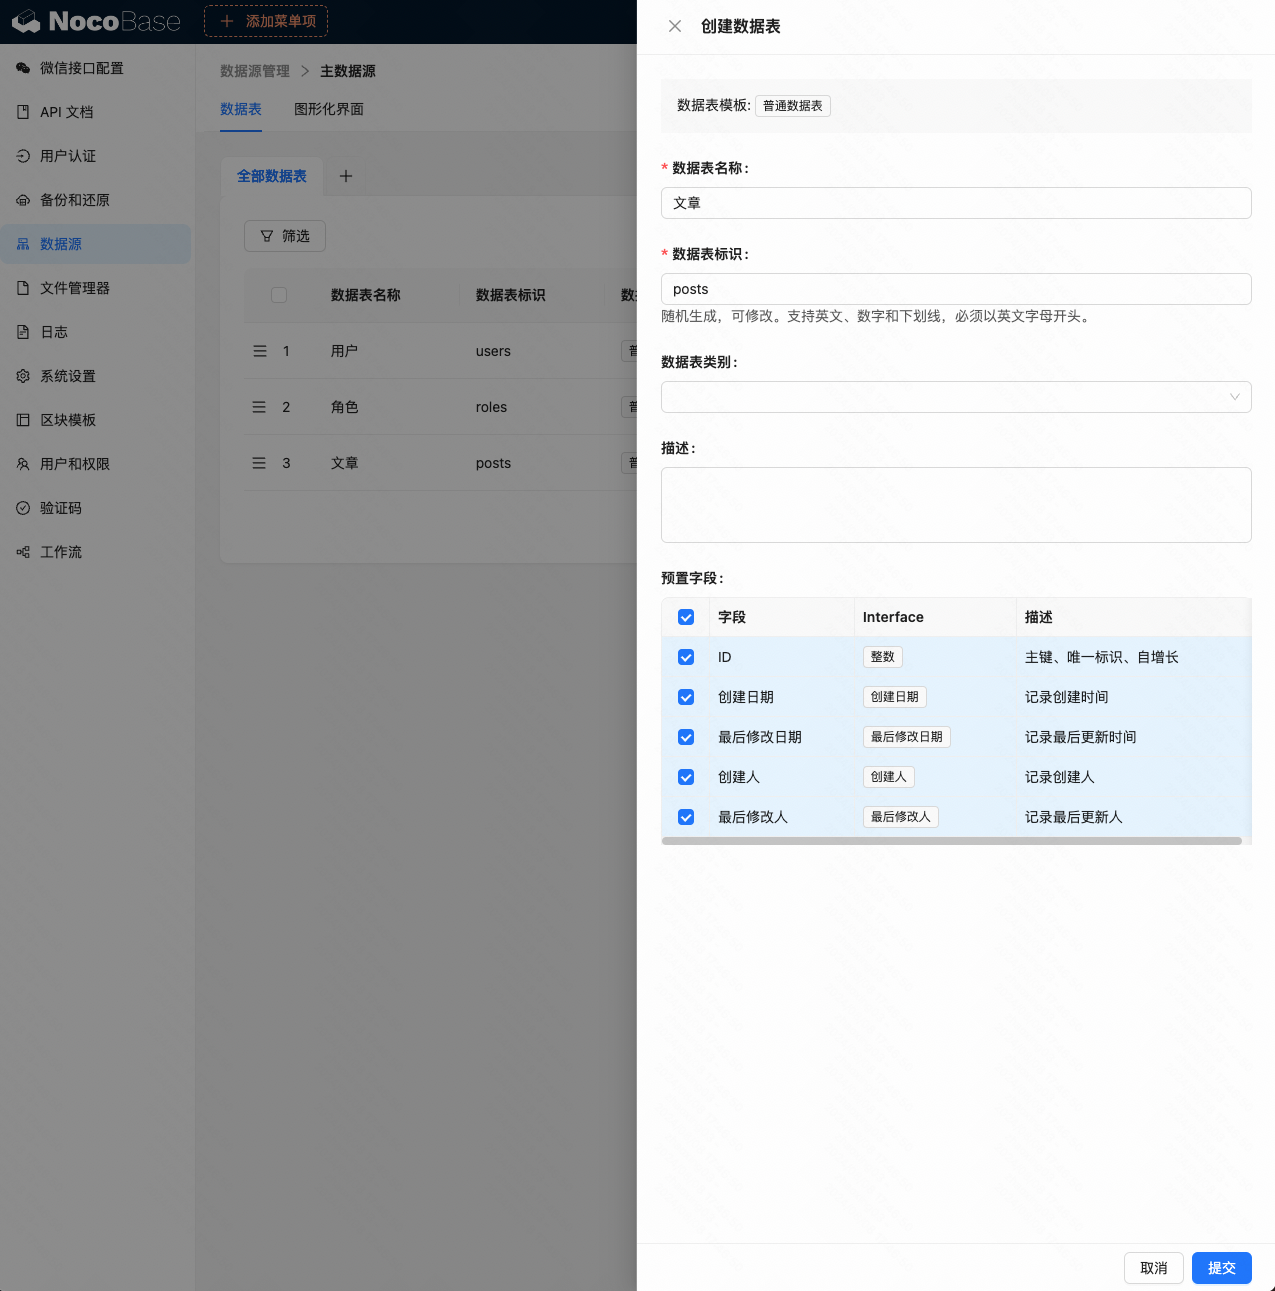 NocoBase
添加菜单项
微信接口配置
API 文档
用户认证
备份和还原
数据源
文件管理器
日志
系统设置
区块模板
用户和权限
验证码
工作流
数据源管理 > 主数据源
数据表 图形化界面
全部数据表
筛选
数据表名称 数据表标识
1 用户 users
2 角色 roles
3 文章 posts
创建数据表
数据表模板: 普通数据表
* 数据表名称:
文章
* 数据表标识:
posts
随机生成，可修改。支持英文、数字和下划线，必须以英文字母开头。
数据表类别:
描述:
预置字段:
字段 Interface 描述
ID 整数 主键、唯一标识、自增长
创建日期 创建日期 记录创建时间
最后修改日期 最后修改日期 记录最后更新时间
创建人 创建人 记录创建人
最后修改人 最后修改人 记录最后更新人
取消 提交